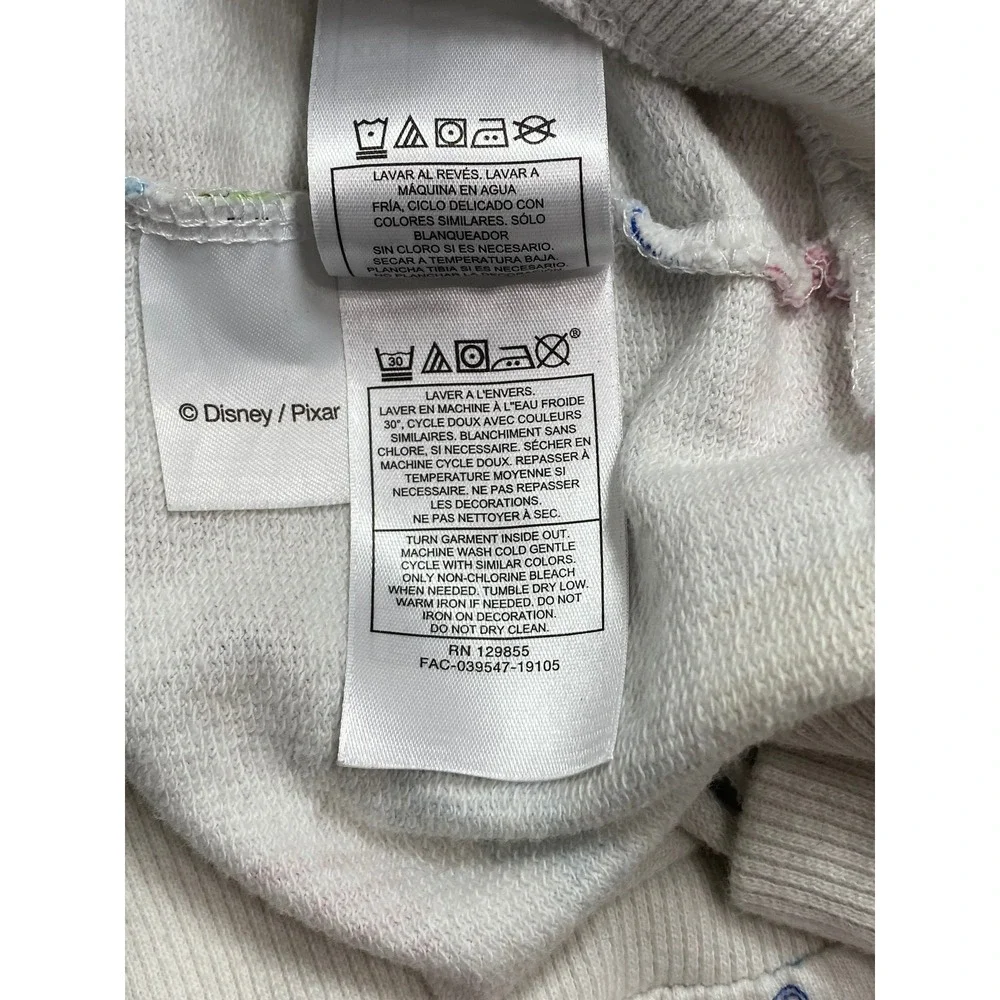 LAVAR AL REVÉS. LAVAR A
MÁQUINA EN AGUA
FRÍA, CICLO DELICADO CON
COLORES SIMILARES. SÓLO
BLANQUEADOR
SIN CLORO SI ES NECESARIO.
SECAR A TEMPERATURA BAJA.
PLANCHA TIBIA SI ES NECESARIO.
NO PLANCHAR LA DECORACIÓN.
© Disney / Pixar
30
®
LAVER A L'ENVERS.
LAVER EN MACHINE À L"EAU FROIDE
30°, CYCLE DOUX AVEC COULEURS
SIMILAIRES. BLANCHIMENT SANS
CHLORE, SI NECESSAIRE. SÉCHER EN
MACHINE CYCLE DOUX. REPASSER À
TEMPERATURE MOYENNE SI
NECESSAIRE. NE PAS REPASSER
LES DECORATIONS.
NE PAS NETTOYER À SEC.
TURN GARMENT INSIDE OUT.
MACHINE WASH COLD GENTLE
CYCLE WITH SIMILAR COLORS.
ONLY NON-CHLORINE BLEACH
WHEN NEEDED. TUMBLE DRY LOW.
WARM IRON IF NEEDED. DO NOT
IRON ON DECORATION.
DO NOT DRY CLEAN.
RN 129855
FAC-039547-19105